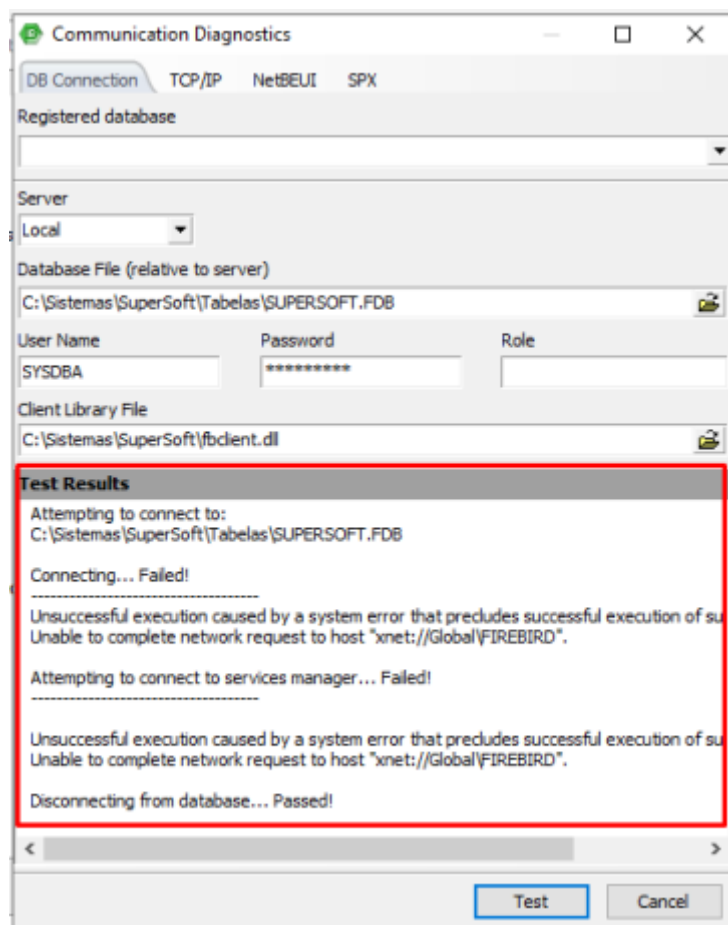 Communication Diagnostics
DB Connection TCP/IP NetBEUI SPX
Registered database
Server
Local
Database File (relative to server)
C:\Sistemas\SuperSoft\Tabelas\SUPERSOFT.FDB
User Name Password Role
SYSDBA *********
Client Library File
C:\Sistemas\SuperSoft\fbclient.dll
Test Results
Attempting to connect to:
C:\Sistemas\SuperSoft\Tabelas\SUPERSOFT.FDB
Connecting... Failed!
------------------------------------
Unsuccessful execution caused by a system error that precludes successful execution of su
Unable to complete network request to host "xnet://Global\FIREBIRD".
Attempting to connect to services manager... Failed!
------------------------------------
Unsuccessful execution caused by a system error that precludes successful execution of su
Unable to complete network request to host "xnet://Global\FIREBIRD".
Disconnecting from database... Passed!
Test Cancel